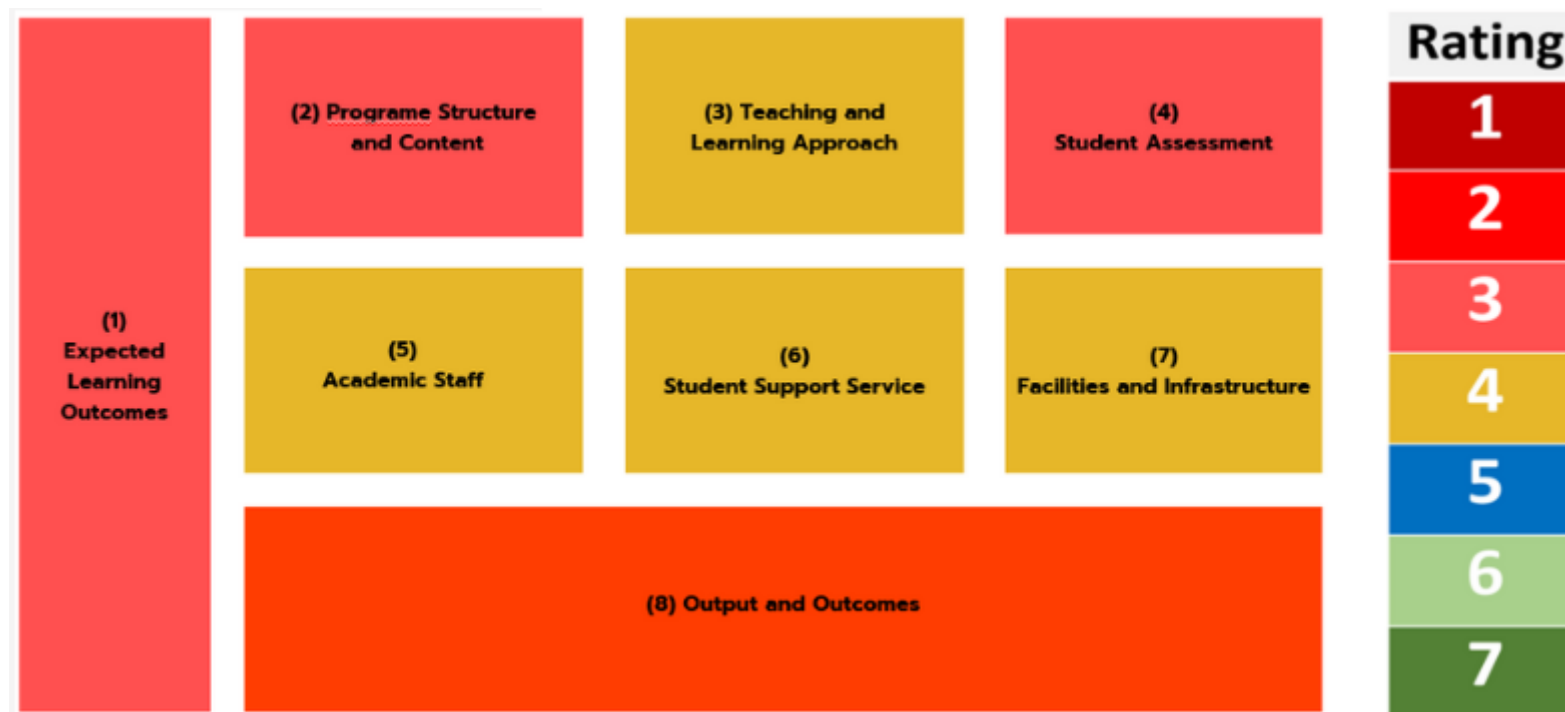 (1)
Expected
Learning
Outcomes
(2) Programe Structure
and Content
(3) Teaching and
Learning Approach
(4)
Student Assessment
(5)
Academic Staff
(6)
Student Support Service
(7)
Facilities and Infrastructure
(8) Output and Outcomes
Rating
1
2
3
4
5
6
7